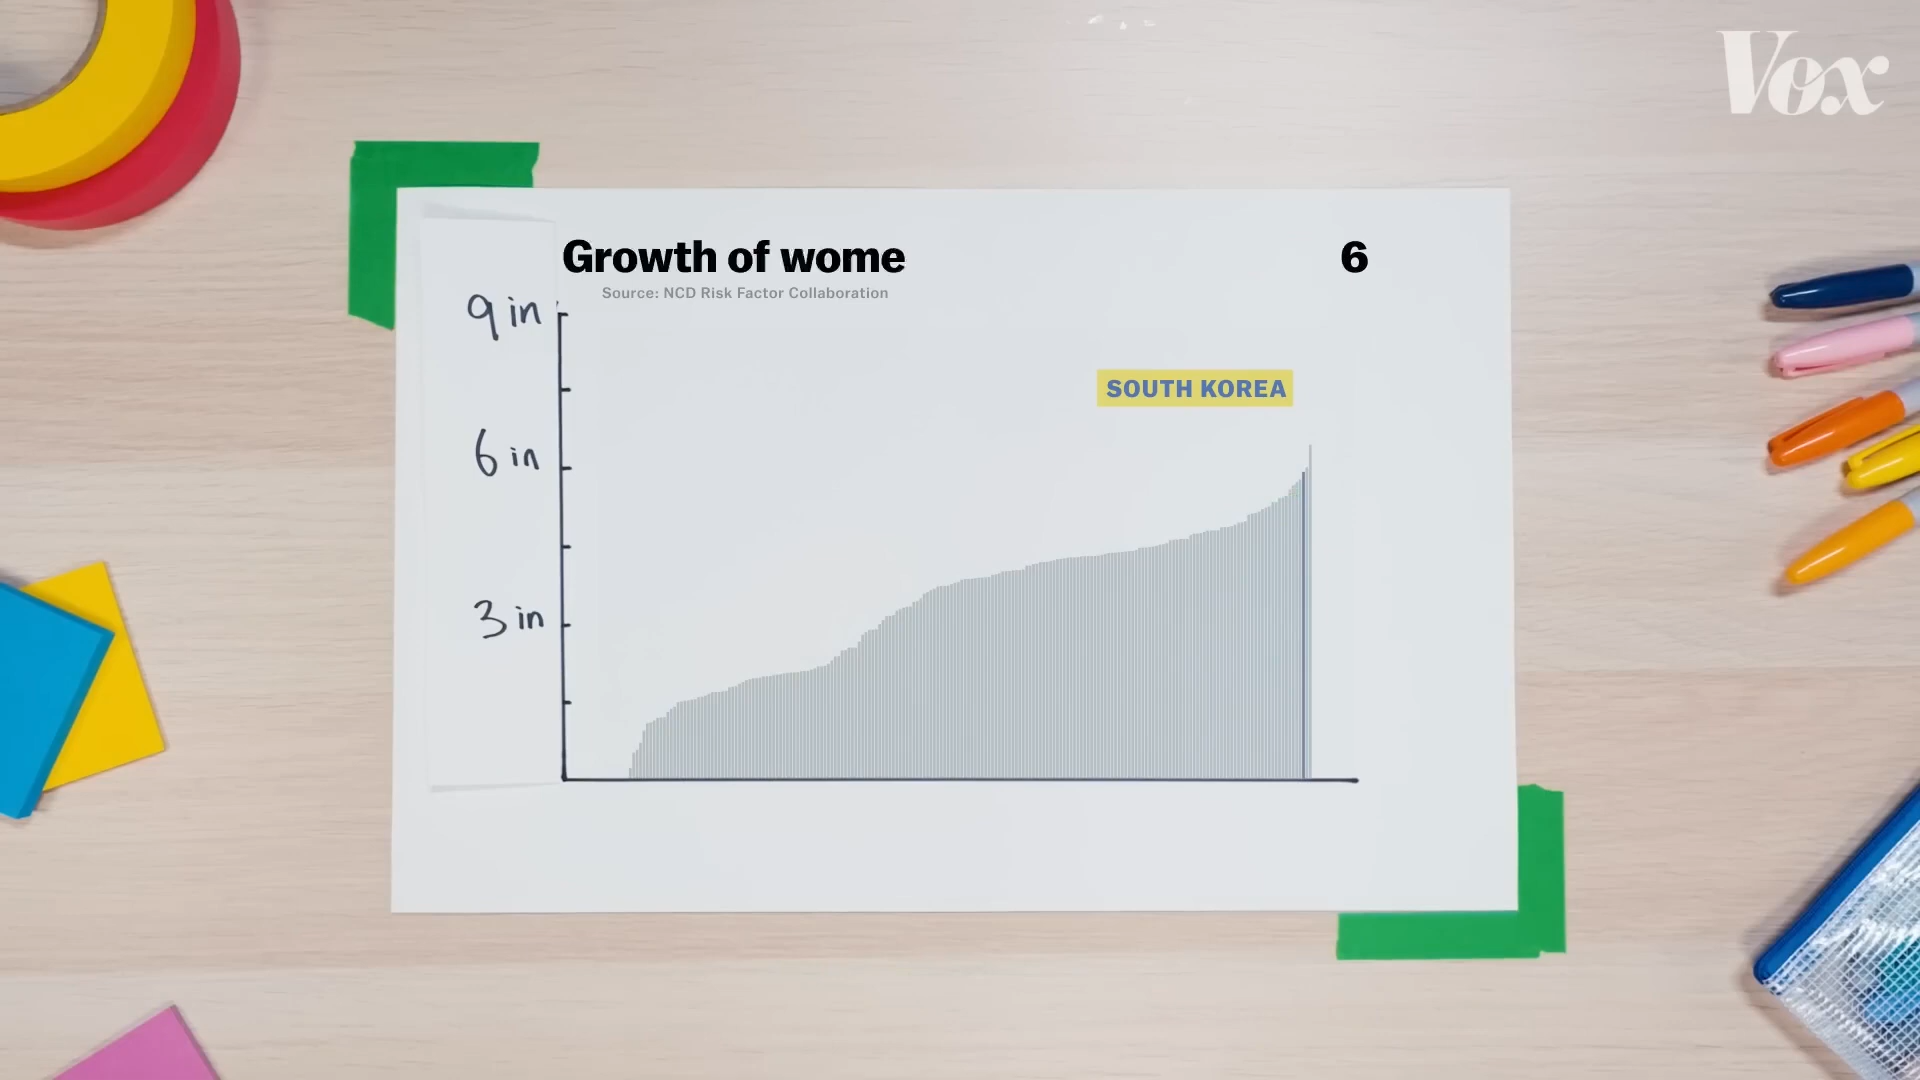 Vox
Growth of wome 6
Source: NCD Risk Factor Collaboration
9 in
SOUTH KOREA
6 in
3 in